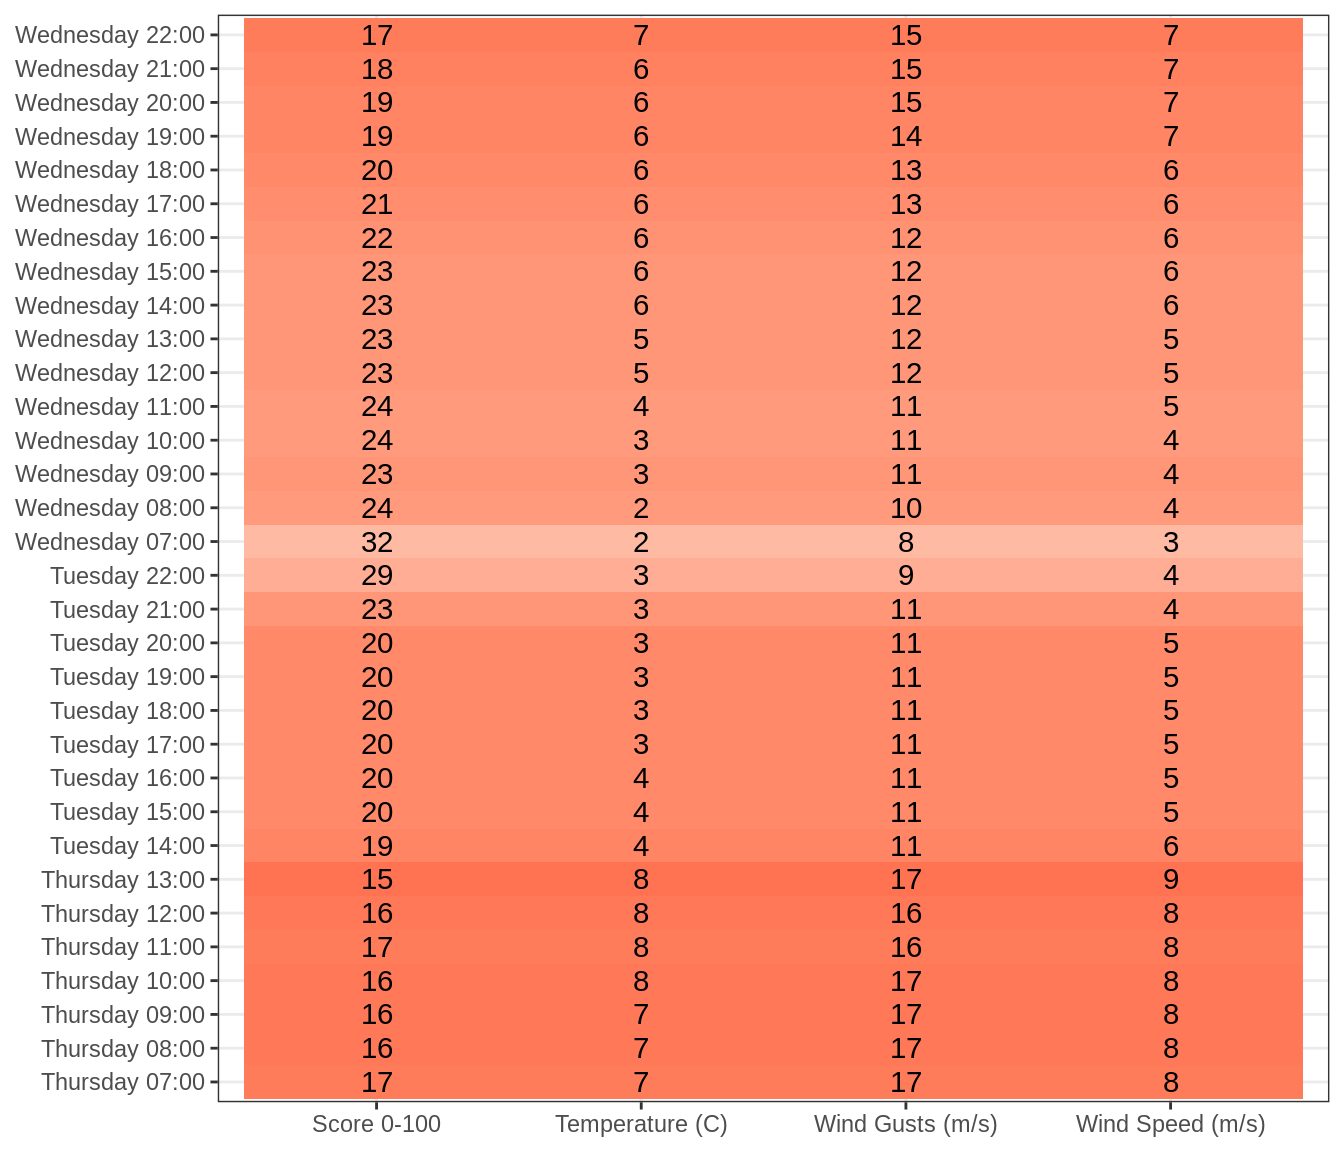 Wednesday 22:00 17 7 15 7
Wednesday 21:00 18 6 15 7
Wednesday 20:00 19 6 15 7
Wednesday 19:00 19 6 14 7
Wednesday 18:00 20 6 13 6
Wednesday 17:00 21 6 13 6
Wednesday 16:00 22 6 12 6
Wednesday 15:00 23 6 12 6
Wednesday 14:00 23 6 12 6
Wednesday 13:00 23 5 12 5
Wednesday 12:00 23 5 12 5
Wednesday 11:00 24 4 11 5
Wednesday 10:00 24 3 11 4
Wednesday 09:00 23 3 11 4
Wednesday 08:00 24 2 10 4
Wednesday 07:00 32 2 8 3
Tuesday 22:00 29 3 9 4
Tuesday 21:00 23 3 11 4
Tuesday 20:00 20 3 11 5
Tuesday 19:00 20 3 11 5
Tuesday 18:00 20 3 11 5
Tuesday 17:00 20 3 11 5
Tuesday 16:00 20 4 11 5
Tuesday 15:00 20 4 11 5
Tuesday 14:00 19 4 11 6
Thursday 13:00 15 8 17 9
Thursday 12:00 16 8 16 8
Thursday 11:00 17 8 16 8
Thursday 10:00 16 8 17 8
Thursday 09:00 16 7 17 8
Thursday 08:00 16 7 17 8
Thursday 07:00 17 7 17 8
Score 0-100 Temperature (C) Wind Gusts (m/s) Wind Speed (m/s)